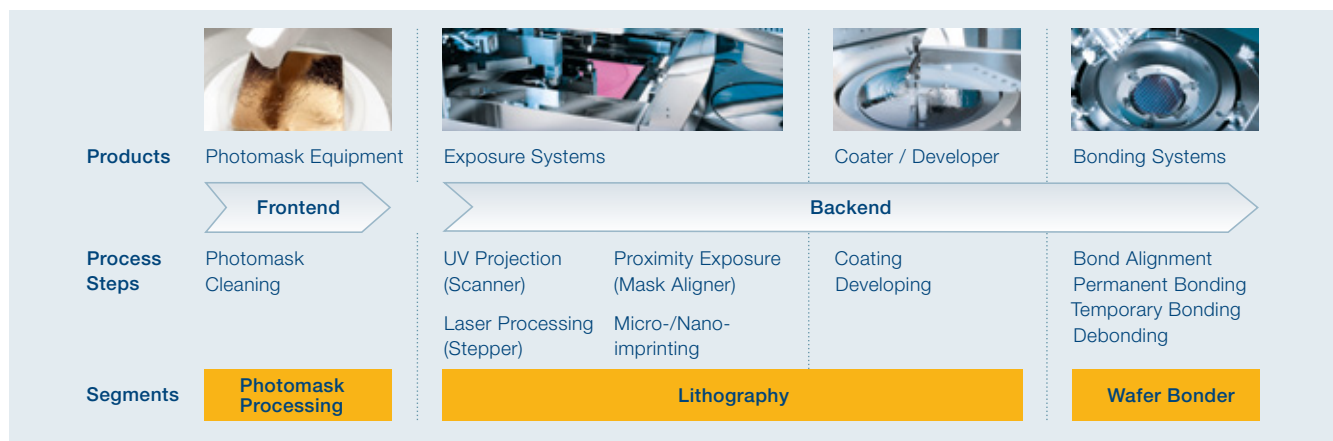 Products Photomask Equipment Exposure Systems Coater / Developer Bonding Systems
Frontend Backend
Process Steps
Photomask
Cleaning
UV Projection
(Scanner)
Laser Processing
(Stepper)
Proximity Exposure
(Mask Aligner)
Micro-/Nano-
imprinting
Coating
Developing
Bond Alignment
Permanent Bonding
Temporary Bonding
Debonding
Segments
Photomask
Processing
Lithography
Wafer Bonder